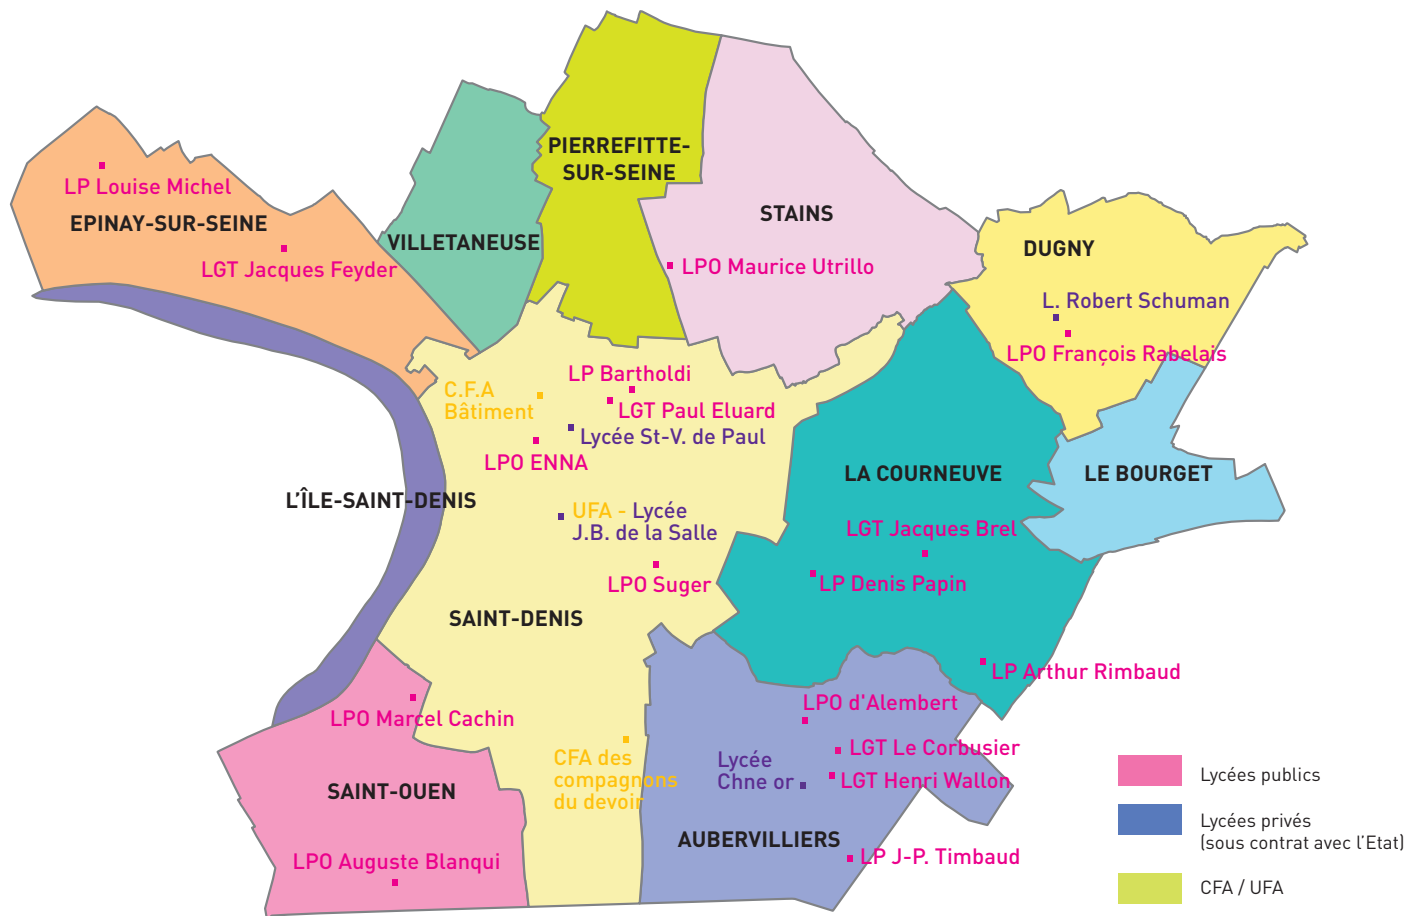 PIERREFITTE-
SUR-SEINE
LP Louise Michel
EPINAY-SUR-SEINE
STAINS
VILLETANEUSE
DUGNY
LGT Jacques Feyder
LPO Maurice Utrillo
L. Robert Schuman
LPO François Rabelais
LP Bartholdi
C.F.A
Bâtiment
LGT Paul Eluard
Lycée St-V. de Paul
LPO ENNA
LA COURNEUVE
LE BOURGET
L'ÎLE-SAINT-DENIS
UFA - Lycée
J.B. de la Salle
LGT Jacques Brel
LPO Suger
LP Denis Papin
SAINT-DENIS
LP Arthur Rimbaud
LPO d'Alembert
LPO Marcel Cachin
LGT Le Corbusier
CFA des
compagnons
du devoir
Lycée
Chne or
LGT Henri Wallon
SAINT-OUEN
AUBERVILLIERS
LP J-P. Timbaud
LPO Auguste Blanqui
Lycées publics
Lycées privés
(sous contrat avec l'Etat)
CFA / UFA